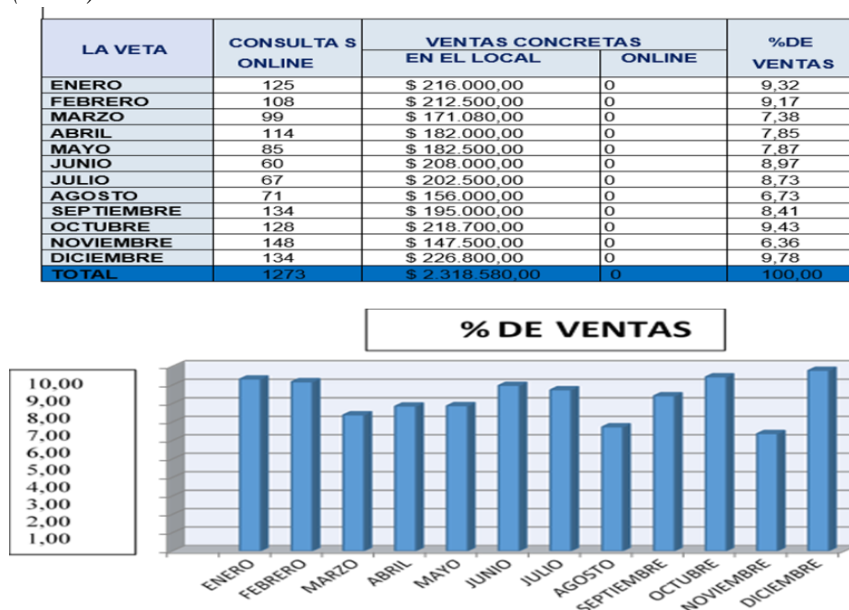 LA VETA CONSULTA S ONLINE VENTAS CONCRETAS %DE VENTAS
EN EL LOCAL ONLINE
ENERO 125 $ 216.000,00 0 9,32
FEBRERO 108 $ 212.500,00 0 9,17
MARZO 99 $ 171.080,00 0 7,38
ABRIL 114 $ 182.000,00 0 7,85
MAYO 85 $ 182.500,00 0 7,87
JUNIO 60 $ 208.000,00 0 8,97
JULIO 67 $ 202.500,00 0 8,73
AGOSTO 71 $ 156.000,00 0 6,73
SEPTIEMBRE 134 $ 195.000,00 0 8,41
OCTUBRE 128 $ 218.700,00 0 9,43
NOVIEMBRE 148 $ 147.500,00 0 6,36
DICIEMBRE 134 $ 226.800,00 0 9,78
TOTAL 1273 $ 2.318.580,00 0 100,00
% DE VENTAS
10,00
9,00
8,00
7,00
6,00
5,00
4,00
3,00
2,00
1,00
ENERO FEBRERO MARZO ABRIL MAYO JUNIO JULIO AGOSTO SEPTIEMBRE OCTUBRE NOVIEMBRE DICIEMBRE